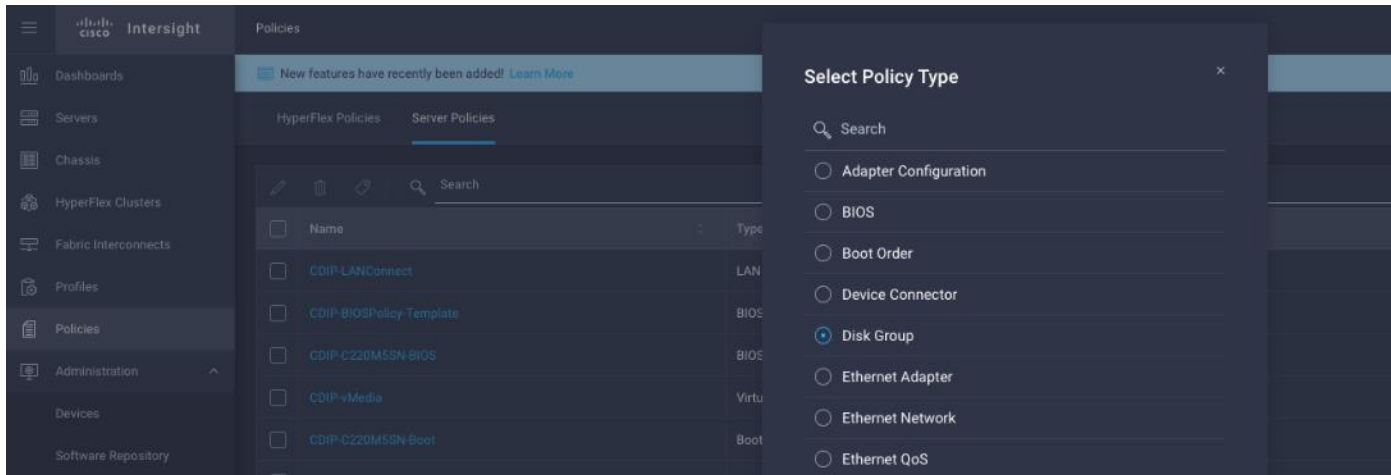 cisco Intersight
Policies
Dashboards
Servers
Chassis
HyperFlex Clusters
Fabric Interconnects
Profiles
Policies
Administration
Devices
Software Repository
New features have recently been added! Learn More
HyperFlex Policies Server Policies
Search
Name Type
CDIP-LANConnect LAN
CDIP-BIOSPolicy-Template BIOS
CDIP-C220M5SN-BIOS BIOS
CDIP-vMedia Virtu
CDIP-C220M5SN-Boot Boot
Select Policy Type
Search
Adapter Configuration
BIOS
Boot Order
Device Connector
Disk Group
Ethernet Adapter
Ethernet Network
Ethernet QoS